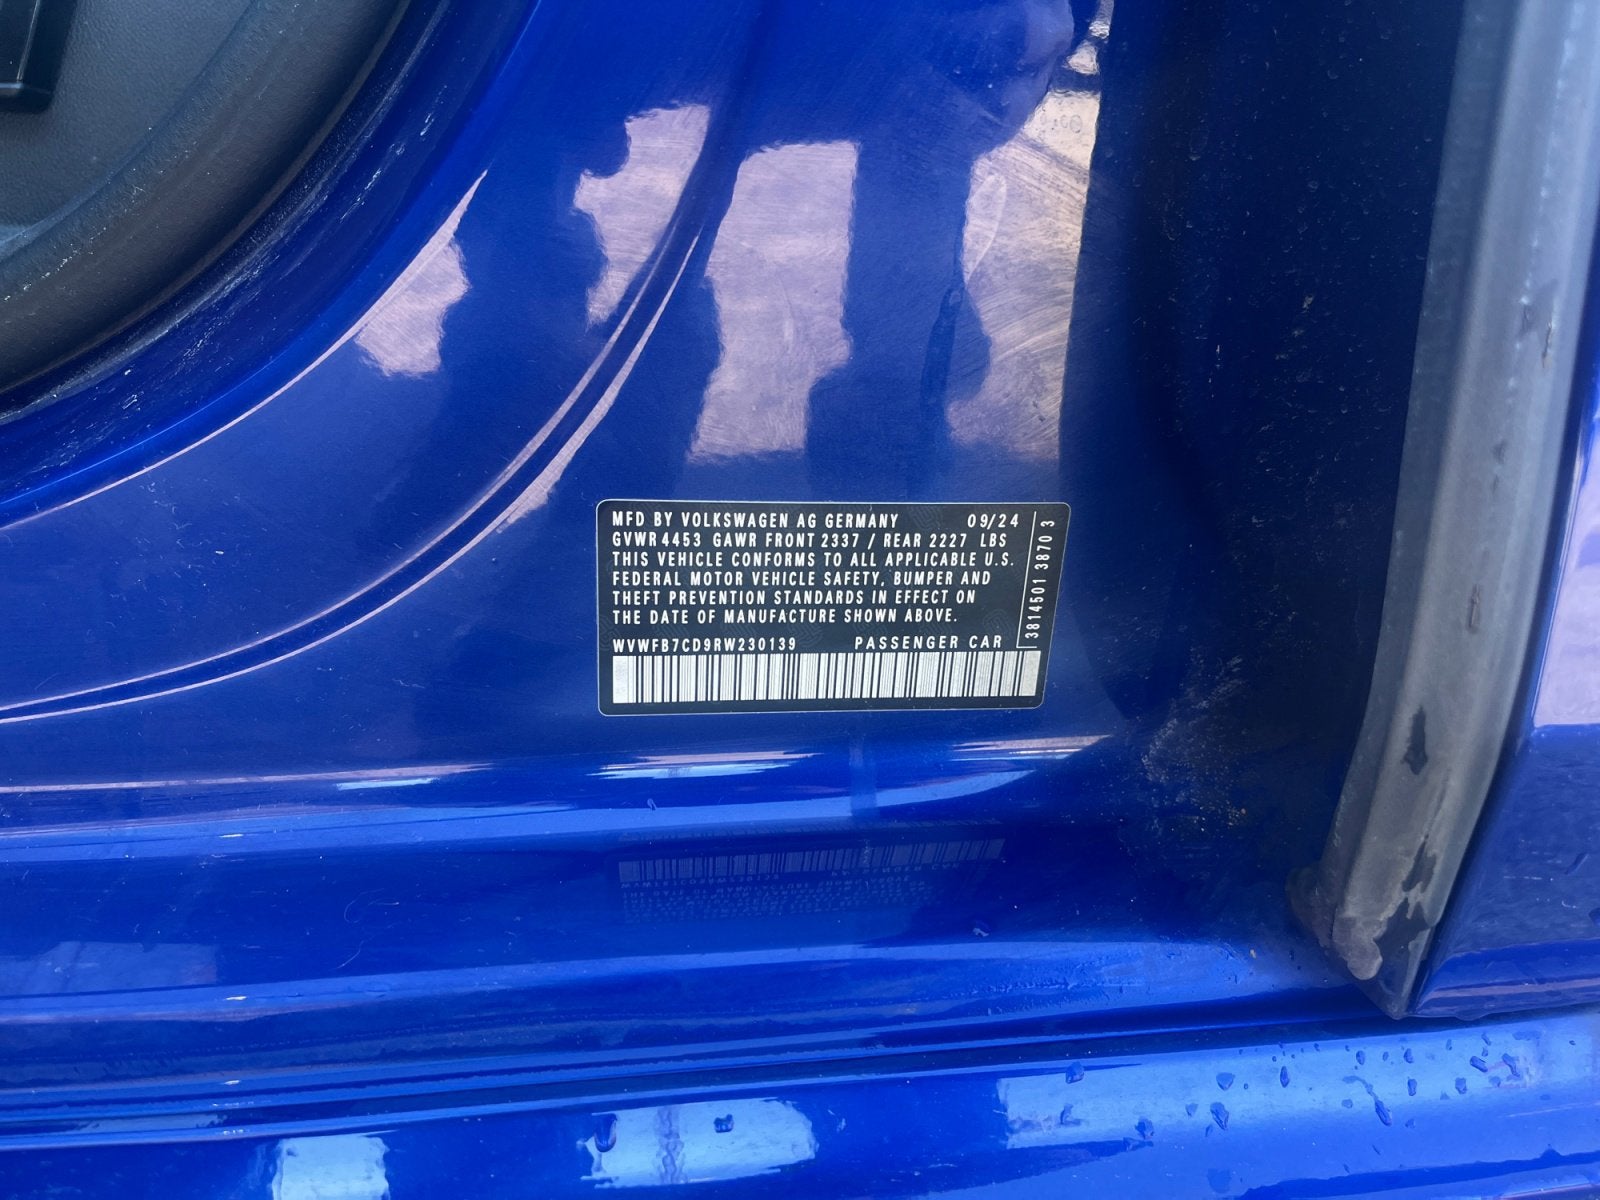 MFD BY VOLKSWAGEN AG GERMANY 09/24
GVWR 4453 GAWR FRONT 2337 / REAR 2227 LBS
THIS VEHICLE CONFORMS TO ALL APPLICABLE U.S.
FEDERAL MOTOR VEHICLE SAFETY, BUMPER AND
THEFT PREVENTION STANDARDS IN EFFECT ON
THE DATE OF MANUFACTURE SHOWN ABOVE.
WVWFB7CD9RW230139 PASSENGER CAR
3814501 3870 3